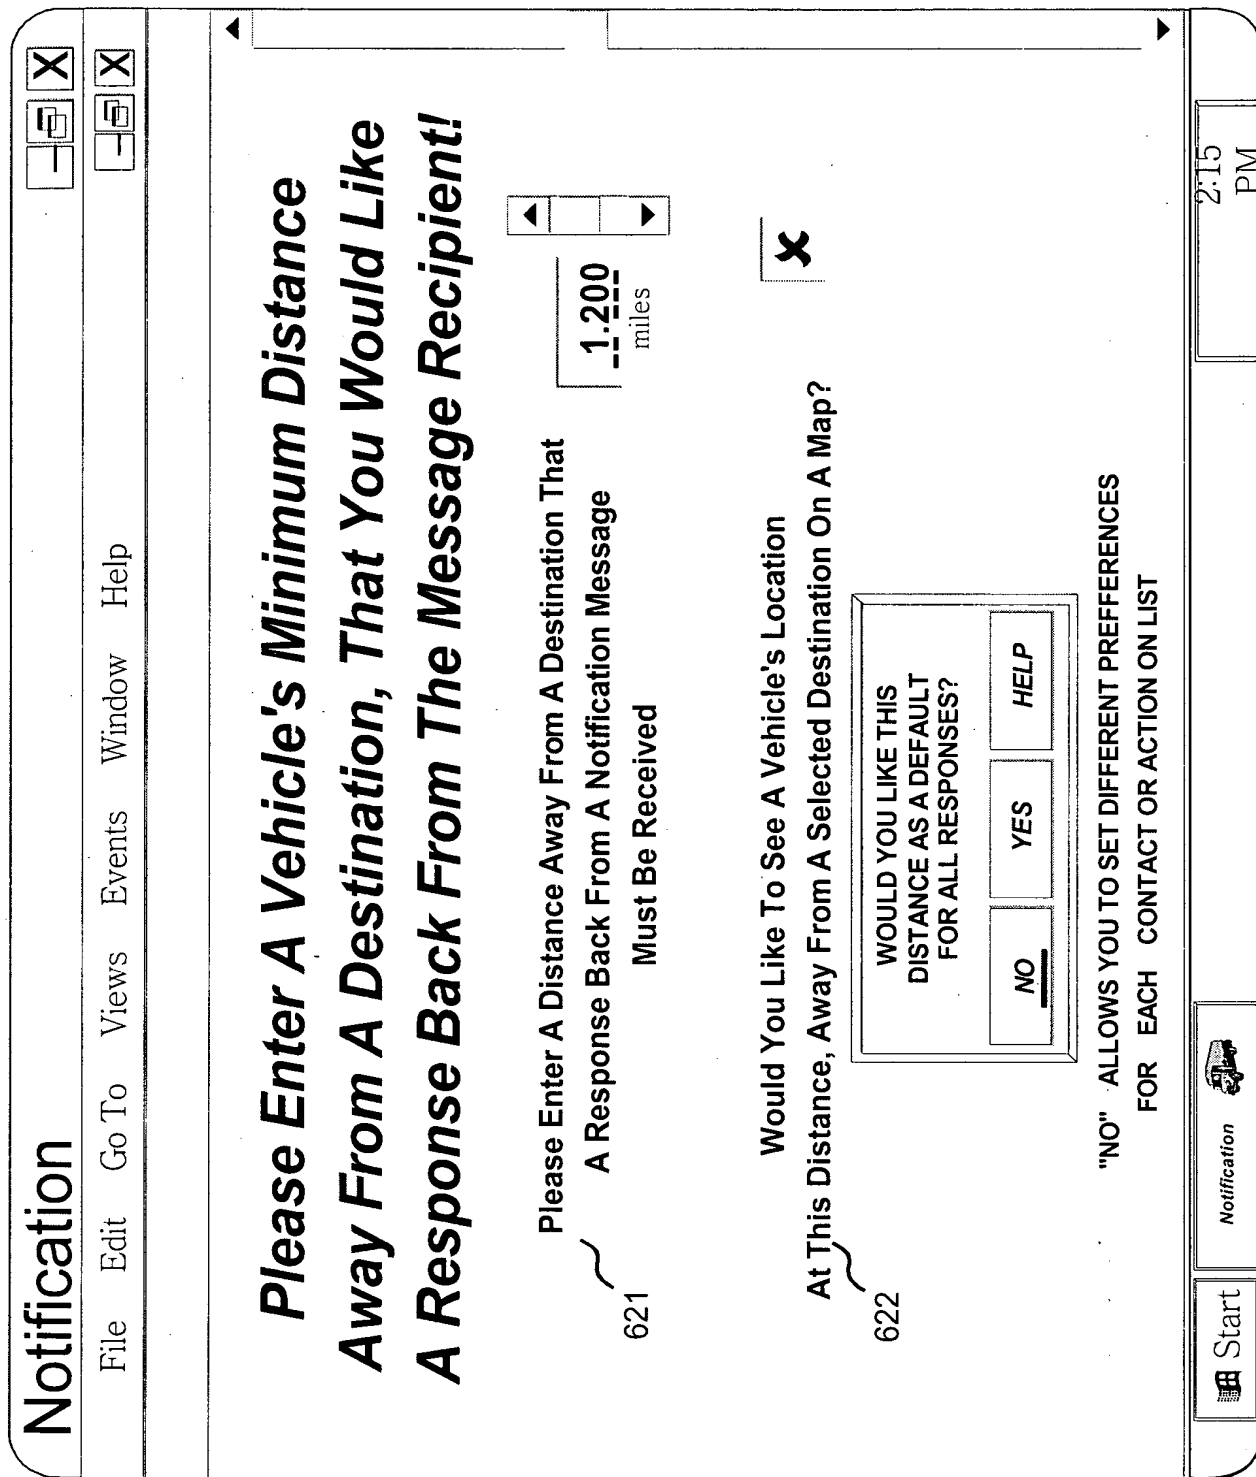 Notification
File Edit Go To Views Events Window Help
Please Enter A Vehicle's Minimum Distance
Away From A Destination, That You Would Like
A Response Back From The Message Recipient!
Please Enter A Distance Away From A Destination That
A Response Back From A Notification Message
Must Be Received
1.200
miles
621
Would You Like To See A Vehicle's Location
At This Distance, Away From A Selected Destination On A Map?
622
WOULD YOU LIKE THIS
DISTANCE AS A DEFAULT
FOR ALL RESPONSES?
NO YES HELP
"NO" ALLOWS YOU TO SET DIFFERENT PREFFERENCES
FOR EACH CONTACT OR ACTION ON LIST
Start Notification 2:15
PM